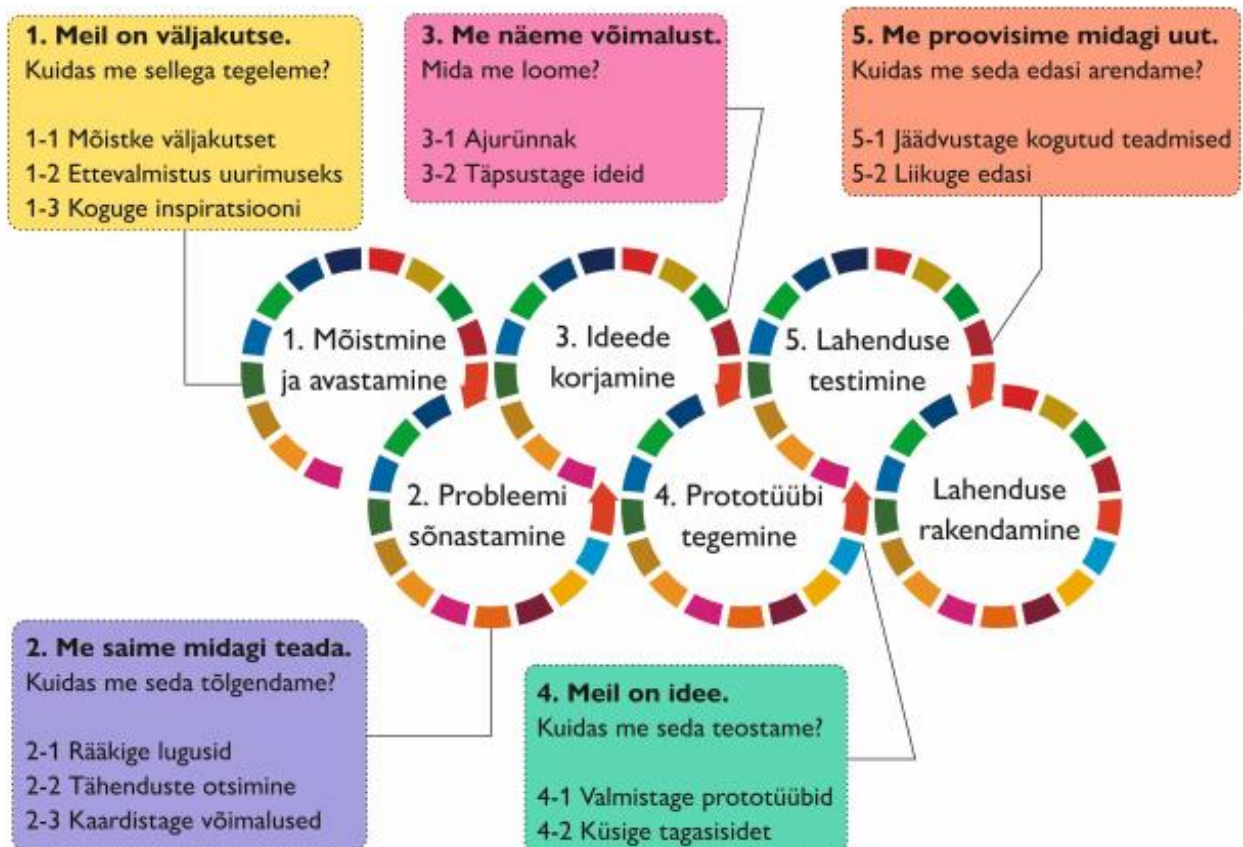 1. Meil on väljakutse.
Kuidas me sellega tegeleme?
1-1 Mõistke väljakutset
1-2 Ettevalmistus uurimuseks
1-3 Koguge inspiratsiooni
3. Me näeme võimalust.
Mida me loome?
3-1 Ajurünnak
3-2 Täpsustage ideid
5. Me proovisime midagi uut.
Kuidas me seda edasi arendame?
5-1 Jäädvustage kogutud teadmised
5-2 Liikuge edasi
1. Mõistmine
ja avastamine
3. Ideede
korjamine
5. Lahenduse
testimine
2. Probleemi
sõnastamine
4. Prototüübi
tegemine
Lahenduse
rakendamine
2. Me saime midagi teada.
Kuidas me seda tõlgendame?
2-1 Rääkige lugusid
2-2 Tähenduste otsimine
2-3 Kaardistage võimalused
4. Meil on idee.
Kuidas me seda teostame?
4-1 Valmistage prototüübid
4-2 Küsige tagasisidet